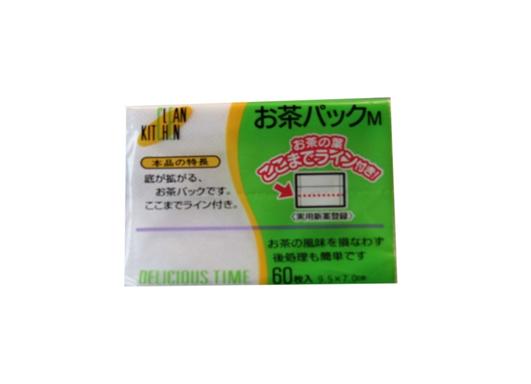 CLEAN
KITCHEN
お茶パックM
お茶の葉
ここまでライン付き!
本品の特長
底が拡がる、
お茶パックです。
ここまでライン付き。
〈実用新案登録〉
お茶の風味を損なわず
後処理も簡単です
DELICIOUS TIME
60枚入 9.5×7.0cm